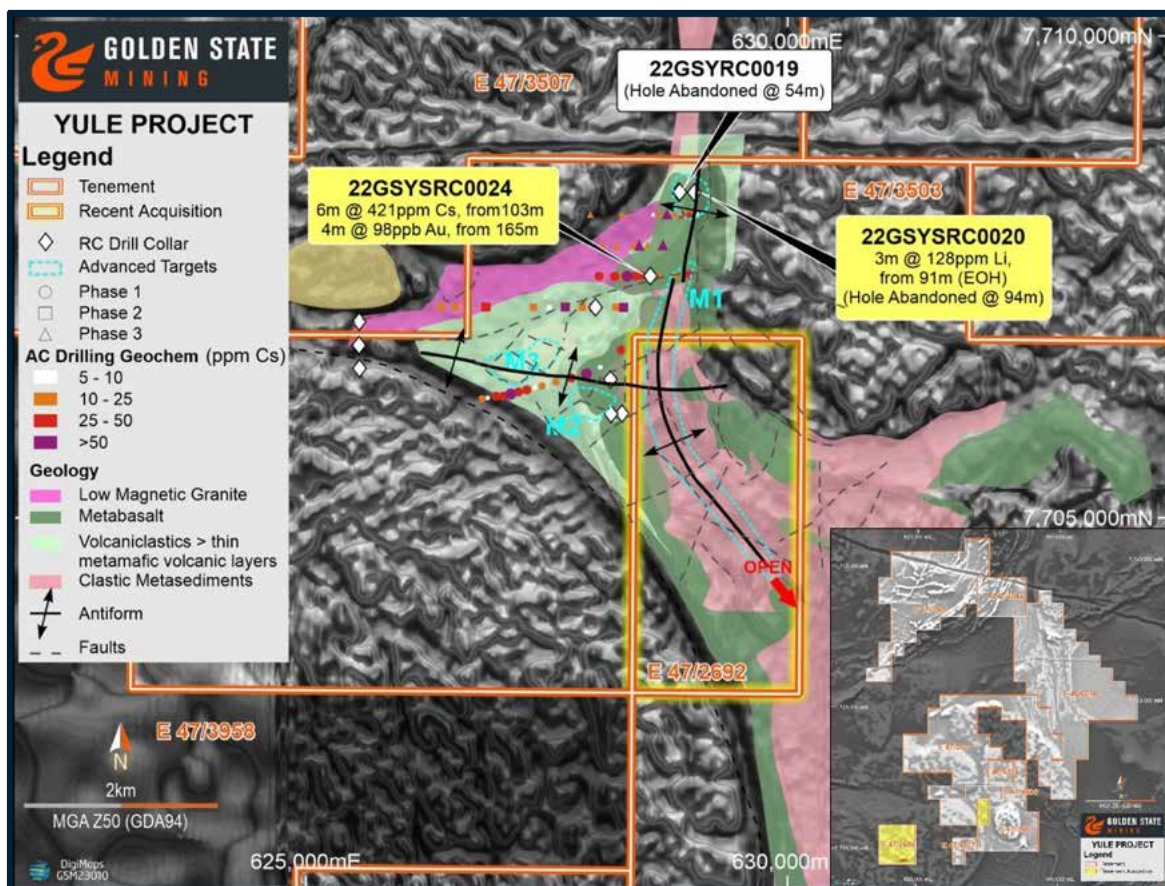 GOLDEN STATE
MINING
YULE PROJECT
Legend
Tenement
Recent Acquisition
RC Drill Collar
Advanced Targets
Phase 1
Phase 2
Phase 3
AC Drilling Geochem (ppm Cs)
5 - 10
10 - 25
25 - 50
>50
Geology
Low Magnetic Granite
Metabasalt
Volcaniclastics > thin
metamafic volcanic layers
Clastic Metasediments
Antiform
Faults
N
2km
MGA Z50 (GDA94)
DigiMaps
GSM23010
630,000mE
7,710,000mN
E 47/3507
22GSYRC0019
(Hole Abandoned @ 54m)
E 47/3503
22GSYSRC0024
6m @ 421ppm Cs, from103m
4m @ 98ppb Au, from 165m
22GSYSRC0020
3m @ 128ppm Li,
from 91m (EOH)
(Hole Abandoned @ 94m)
M1
M3
M2
7,705,000mN
OPEN
E 47/2692
E 47/3958
625,000mE
630,000m
GOLDEN STATE
MINING
YULE PROJECT
Legend
Tenement